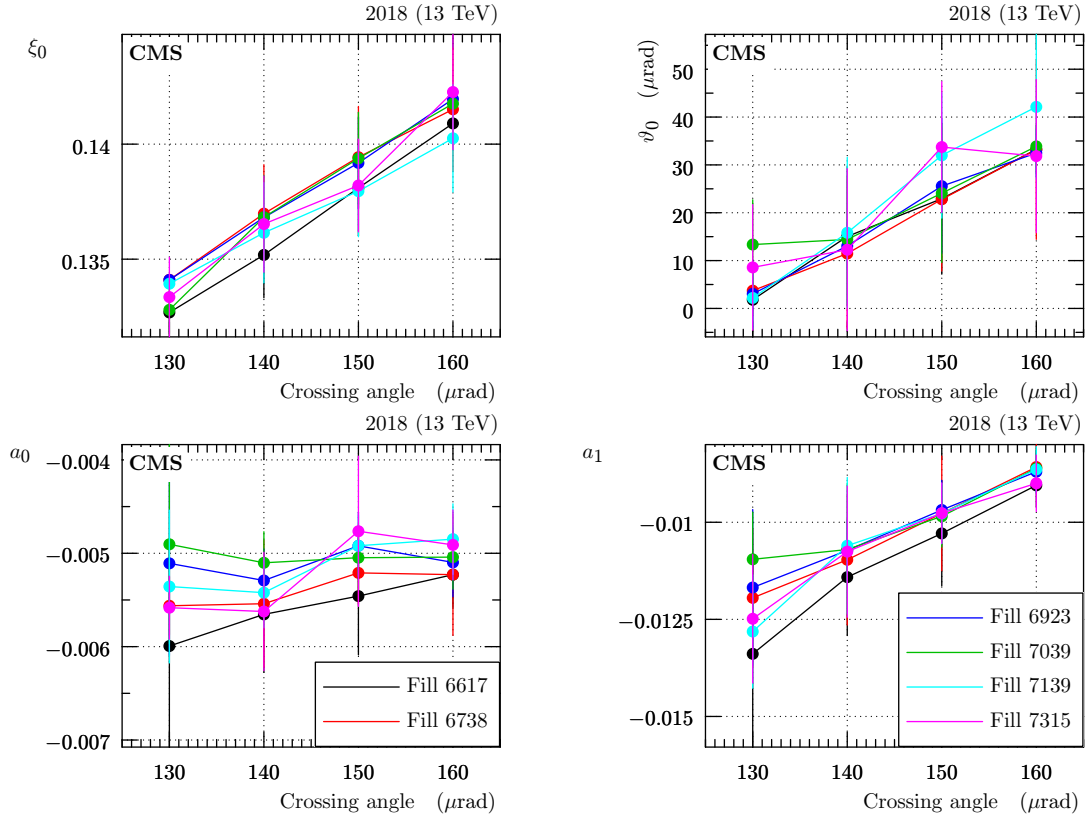 2018 (13 TeV)
ξ0
CMS
0.14
0.135
130 140 150 160
Crossing angle (μrad)
2018 (13 TeV)
ϑ0 (μrad)
CMS
50
40
30
20
10
0
130 140 150 160
Crossing angle (μrad)
2018 (13 TeV)
a0
CMS
−0.004
−0.005
−0.006
−0.007
Fill 6617
Fill 6738
130 140 150 160
Crossing angle (μrad)
2018 (13 TeV)
a1
CMS
−0.01
−0.0125
−0.015
Fill 6923
Fill 7039
Fill 7139
Fill 7315
130 140 150 160
Crossing angle (μrad)